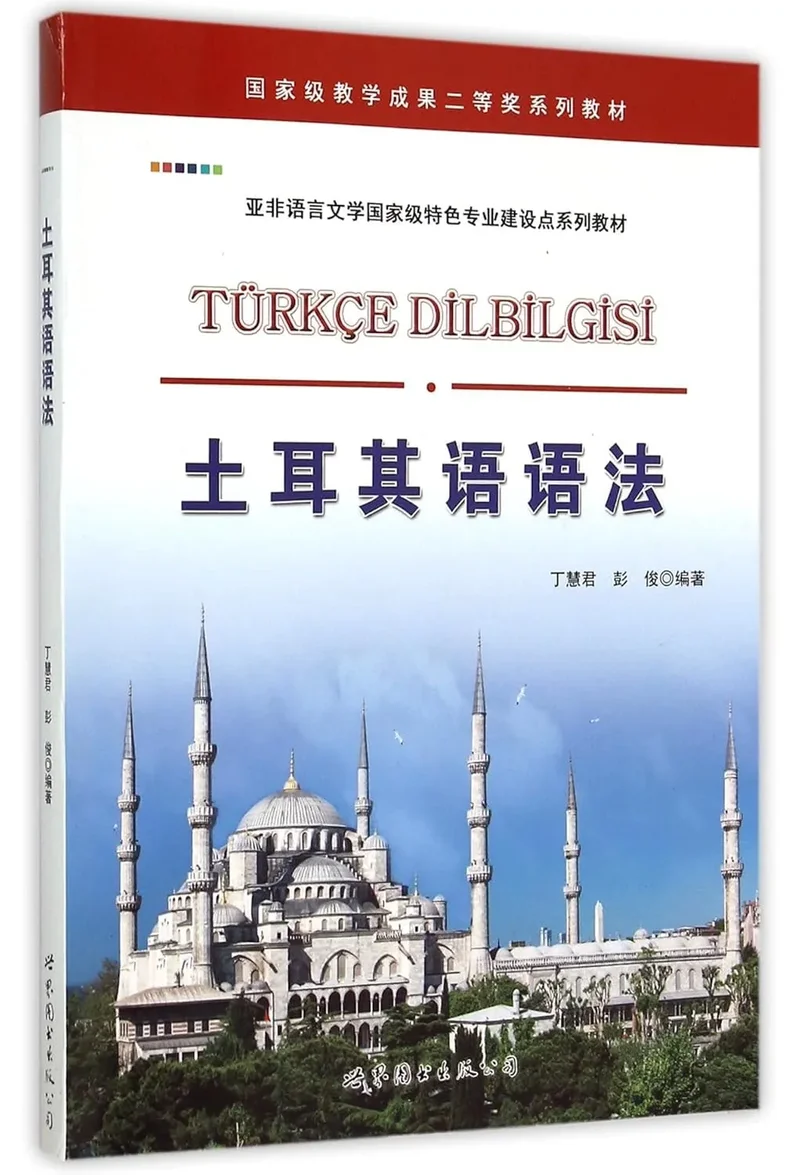 国家级教学成果二等奖系列教材
亚非语言文学国家级特色专业建设点系列教材
TÜRKÇE DİLBİLGİSİ
土耳其语语法
丁慧君 彭 俊◎编著
世界图书出版公司
土耳其语语法
丁慧君 彭 俊◎编著
世界图书出版公司